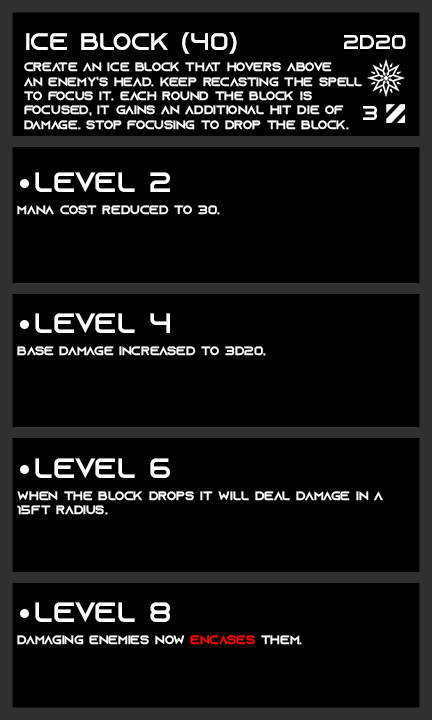 ICE BLOCK (40)
2D20
CREATE AN ICE BLOCK THAT HOVERS ABOVE
AN ENEMY'S HEAD. KEEP RECASTING THE SPELL
TO FOCUS IT. EACH ROUND THE BLOCK IS
FOCUSED, IT GAINS AN ADDITIONAL HIT DIE OF
DAMAGE. STOP FOCUSING TO DROP THE BLOCK.
3
•LEVEL 2
MANA COST REDUCED TO 30.
•LEVEL 4
BASE DAMAGE INCREASED TO 3D20.
•LEVEL 6
WHEN THE BLOCK DROPS IT WILL DEAL DAMAGE IN A
15FT RADIUS.
•LEVEL 8
DAMAGING ENEMIES NOW ENCASES THEM.